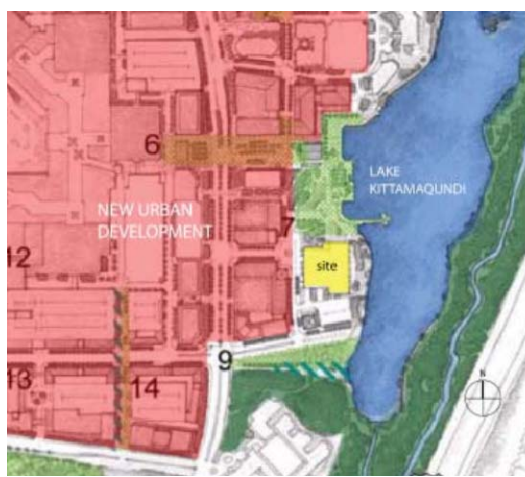 6
LAKE
KITTAMAQUNDI
NEW URBAN
DEVELOPMENT
7
12
site
9
13
14
N